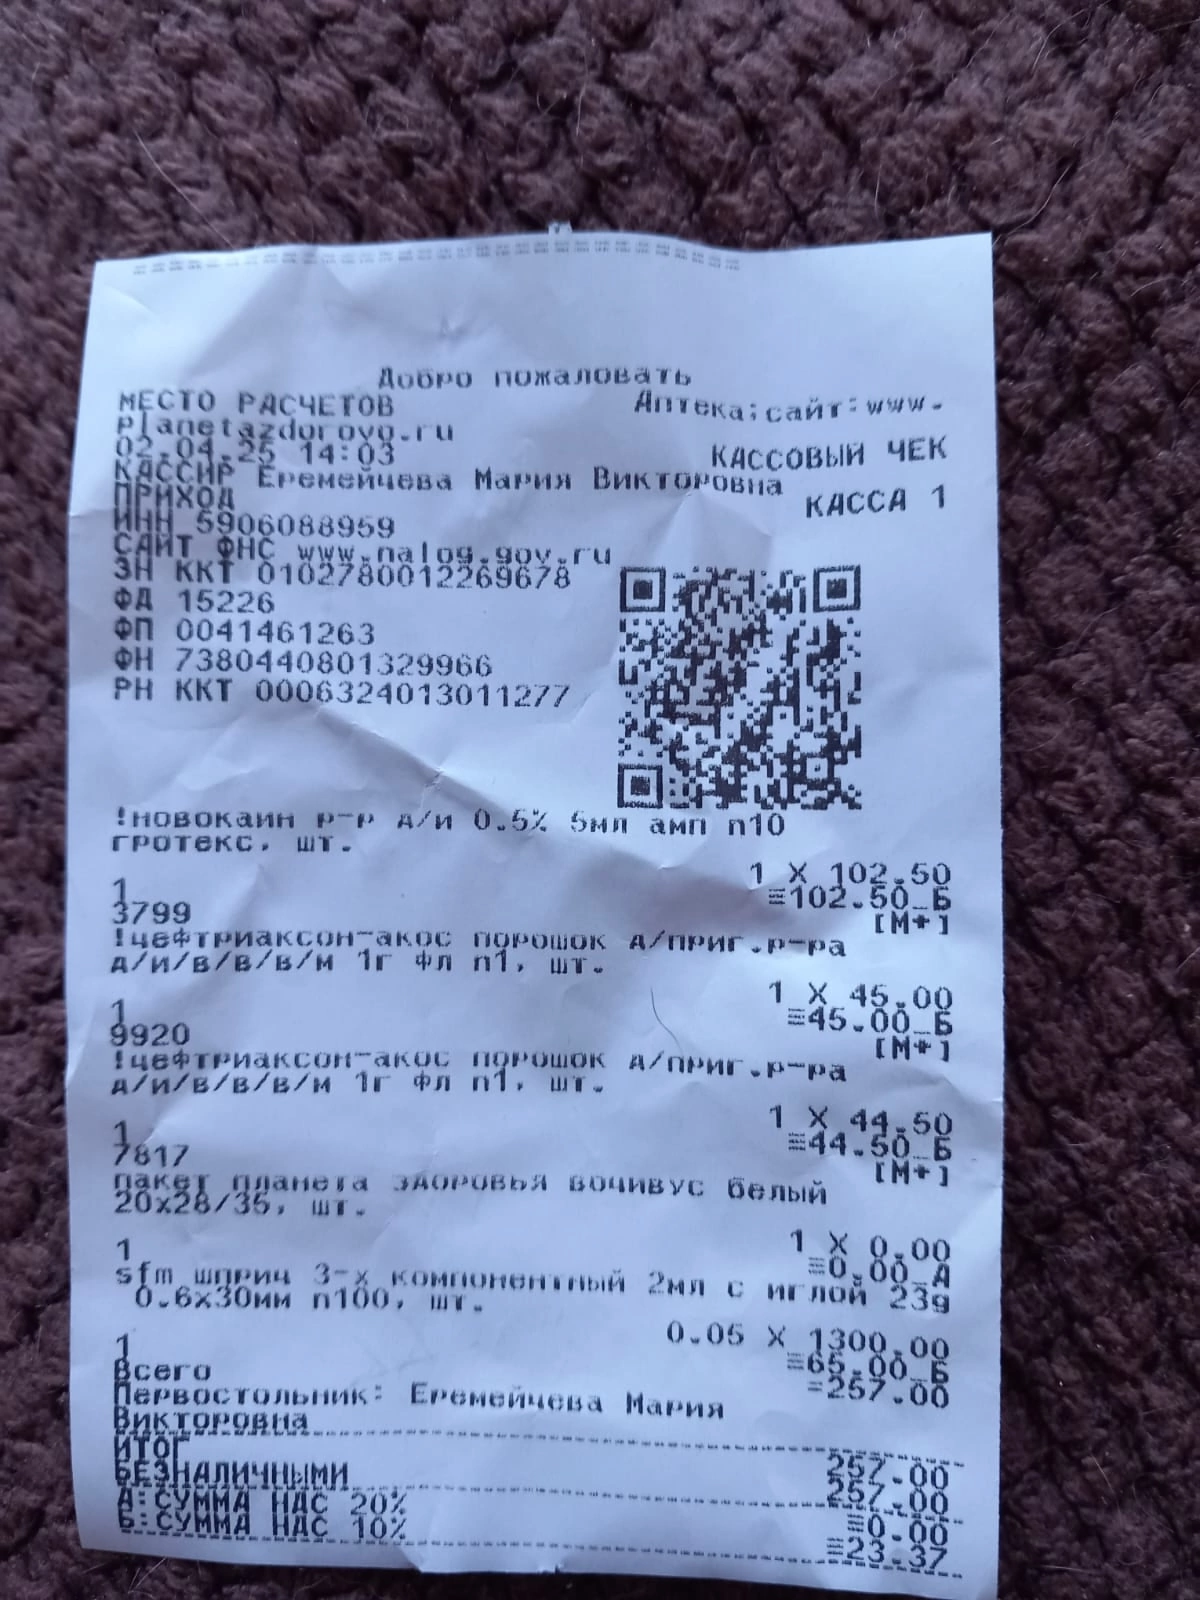 Добро пожаловать
МЕСТО РАСЧЕТОВ Аптека;сайт:www.
planetazdorovo.ru
02.04.25 14:03 КАССОВЫЙ ЧЕК
КАССИР Еремейчева Мария Викторовна
ПРИХОД КАССА 1
ИНН 5906088959
САЙТ ФНС www.nalog.gov.ru
ЗН ККТ 0102780012269678
ФД 15226
ФП 0041461263
ФН 7380440801329966
РН ККТ 0006324013011277
!новокаин р-р д/и 0.5% 5мл амп n10
гротекс, шт.
1 X 102.50
1 ≡102.50_Б
3799 [М+]
!цефтриаксон-акос порошок д/приг.р-ра
д/и/в/в/в/м 1г фл n1, шт.
1 X 45.00
1 ≡45.00_Б
9920 [М+]
!цефтриаксон-акос порошок д/приг.р-ра
д/и/в/в/в/м 1г фл n1, шт.
1 X 44.50
1 ≡44.50_Б
7817 [М+]
пакет планета здоровья вочивус белый
20x28/35, шт.
1 X 0.00
1 ≡0.00_А
sfm шприч 3-х компонентный 2мл с иглой 23g
0.6x30мм n100, шт.
0.05 X 1300.00
1 ≡65.00_Б
Всего =257.00
Первостольник: Еремейчева Мария
Викторовна
ИТОГ 257.00
БЕЗНАЛИЧНЫМИ 257.00
А:СУММА НДС 20% ≡0.00
Б:СУММА НДС 10% ≡23.37